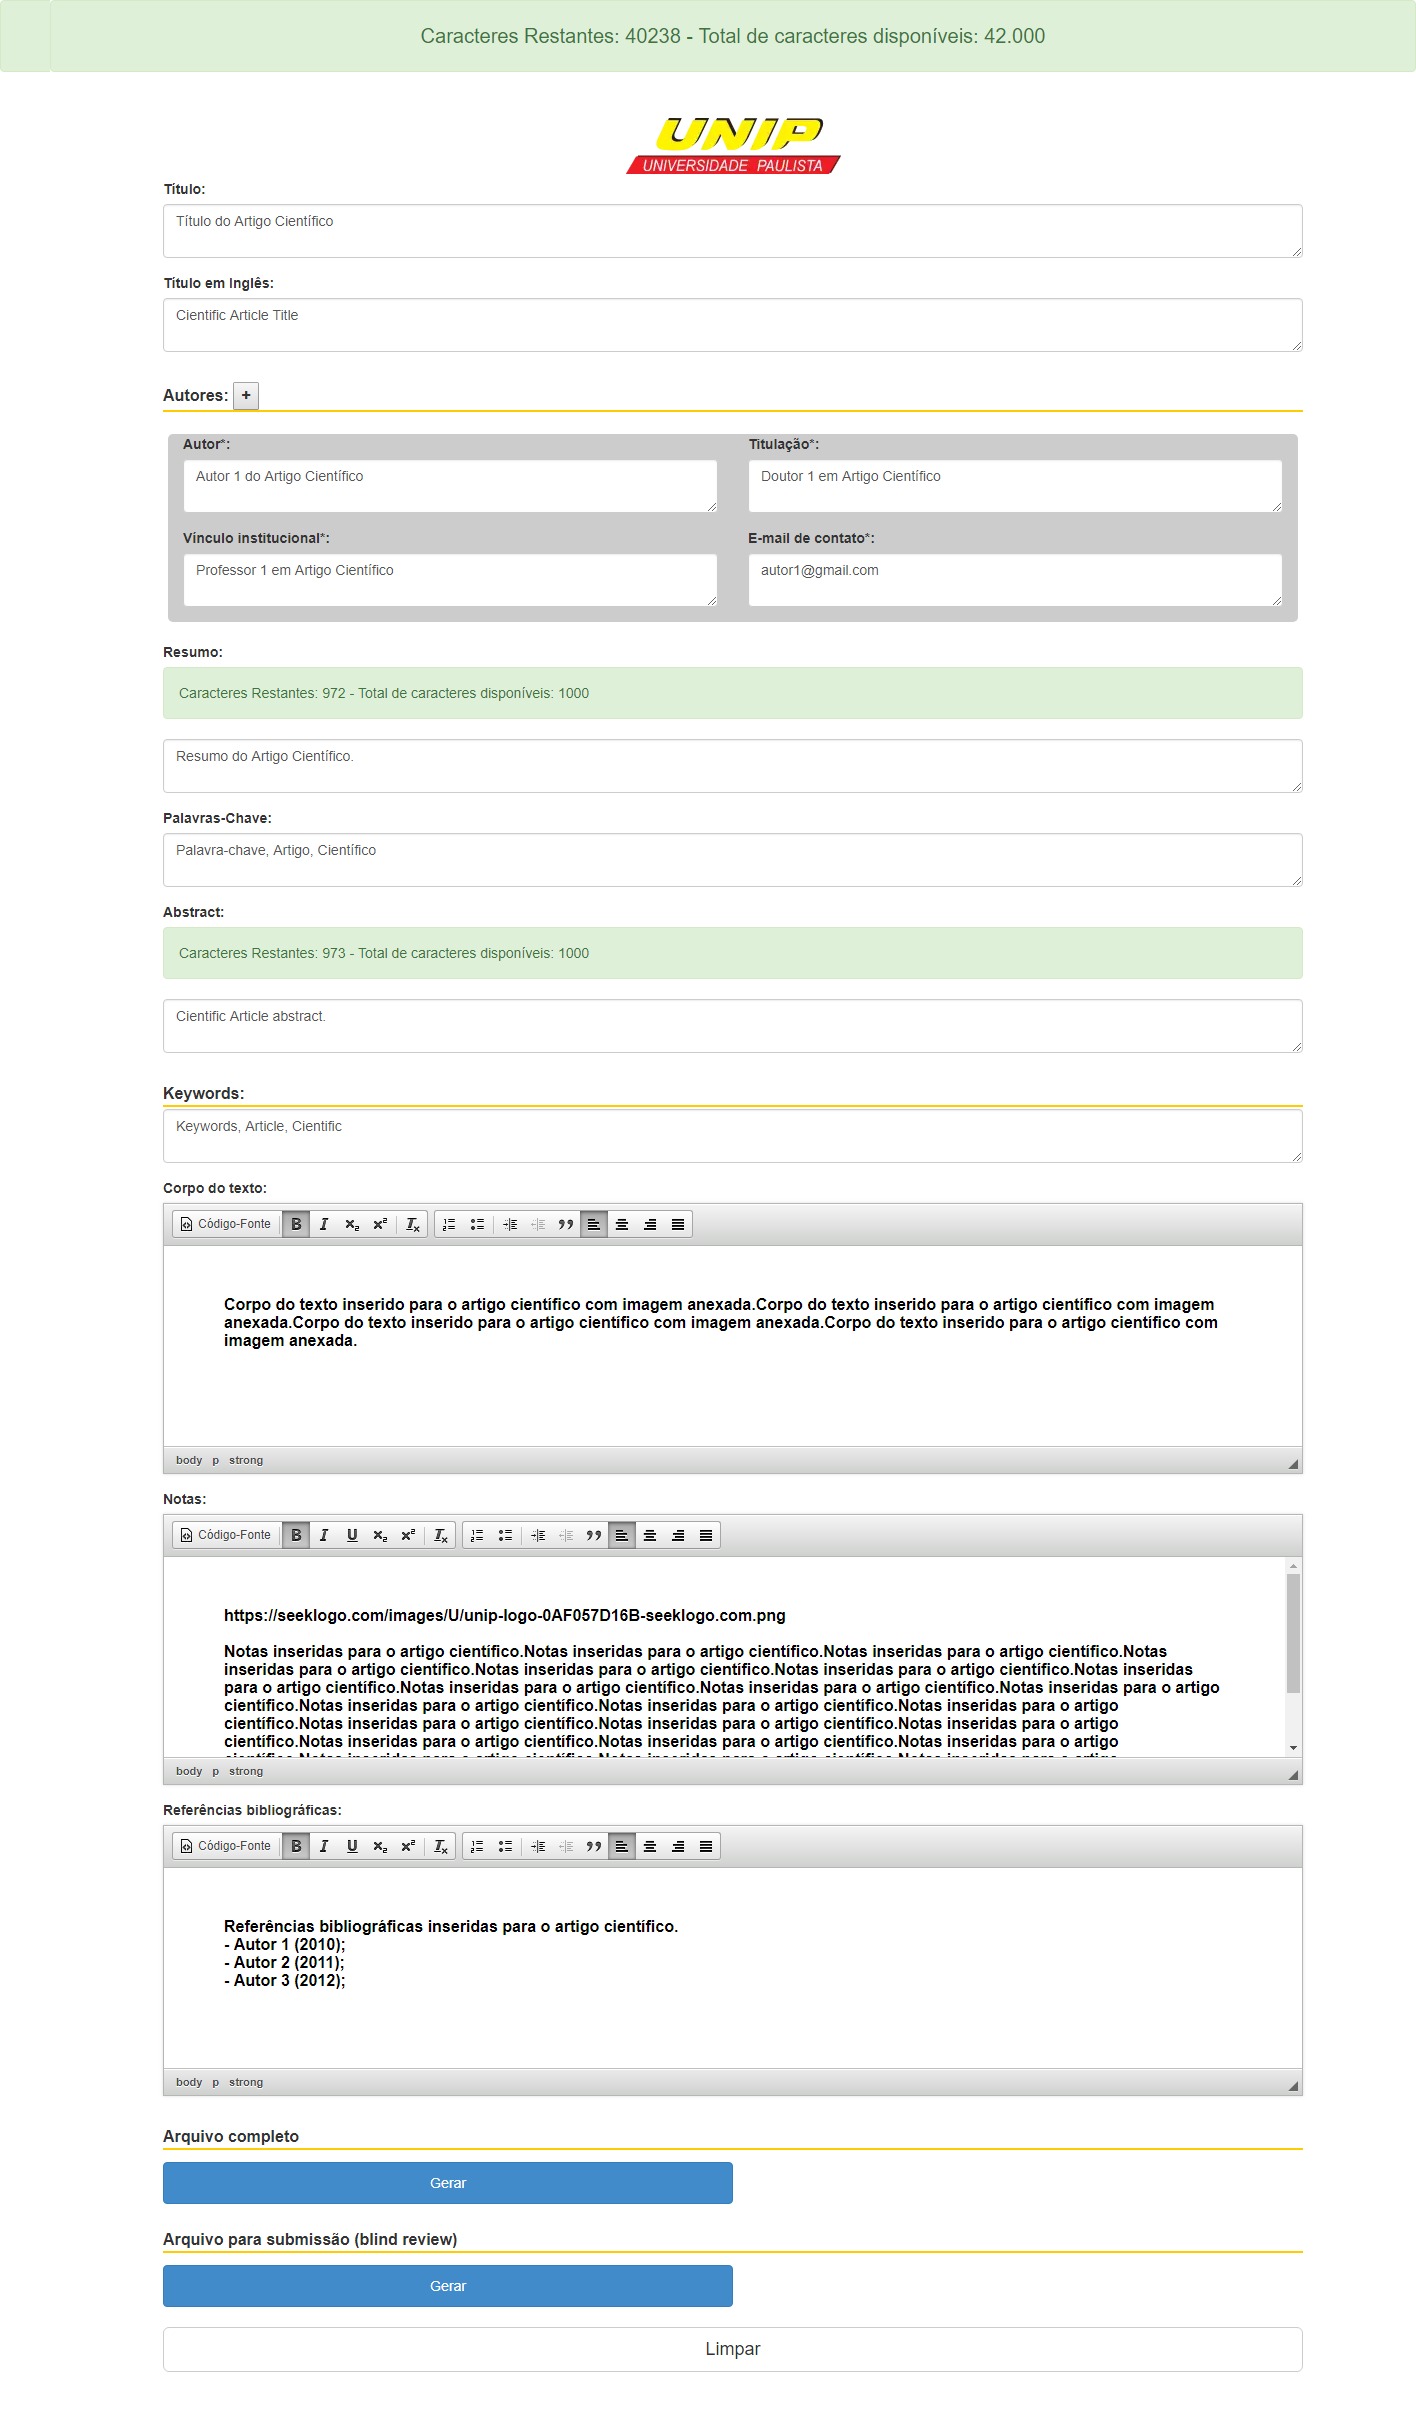 Caracteres Restantes: 40238 - Total de caracteres disponíveis: 42.000
UNIP
UNIVERSIDADE PAULISTA
Título:
Título do Artigo Científico
Título em Inglês:
Cientific Article Title
Autores: +
Autor*:
Titulação*:
Autor 1 do Artigo Científico
Doutor 1 em Artigo Científico
Vínculo institucional*:
E-mail de contato*:
Professor 1 em Artigo Científico
autor1@gmail.com
Resumo:
Caracteres Restantes: 972 - Total de caracteres disponíveis: 1000
Resumo do Artigo Científico.
Palavras-Chave:
Palavra-chave, Artigo, Científico
Abstract:
Caracteres Restantes: 973 - Total de caracteres disponíveis: 1000
Cientific Article abstract.
Keywords:
Keywords, Article, Cientific
Corpo do texto:
Código-Fonte
Corpo do texto inserido para o artigo científico com imagem anexada.Corpo do texto inserido para o artigo científico com imagem
anexada.Corpo do texto inserido para o artigo científico com imagem anexada.Corpo do texto inserido para o artigo científico com
imagem anexada.
body p strong
Notas:
Código-Fonte
https://seeklogo.com/images/U/unip-logo-0AF057D16B-seeklogo.com.png
Notas inseridas para o artigo científico.Notas inseridas para o artigo científico.Notas inseridas para o artigo científico.Notas
inseridas para o artigo científico.Notas inseridas para o artigo científico.Notas inseridas para o artigo científico.Notas inseridas
para o artigo científico.Notas inseridas para o artigo científico.Notas inseridas para o artigo científico.Notas inseridas para o artigo
científico.Notas inseridas para o artigo científico.Notas inseridas para o artigo científico.Notas inseridas para o artigo
científico.Notas inseridas para o artigo científico.Notas inseridas para o artigo científico.Notas inseridas para o artigo
científico.Notas inseridas para o artigo científico.Notas inseridas para o artigo científico.Notas inseridas para o artigo
body p strong
Referências bibliográficas:
Código-Fonte
Referências bibliográficas inseridas para o artigo científico.
- Autor 1 (2010);
- Autor 2 (2011);
- Autor 3 (2012);
body p strong
Arquivo completo
Gerar
Arquivo para submissão (blind review)
Gerar
Limpar